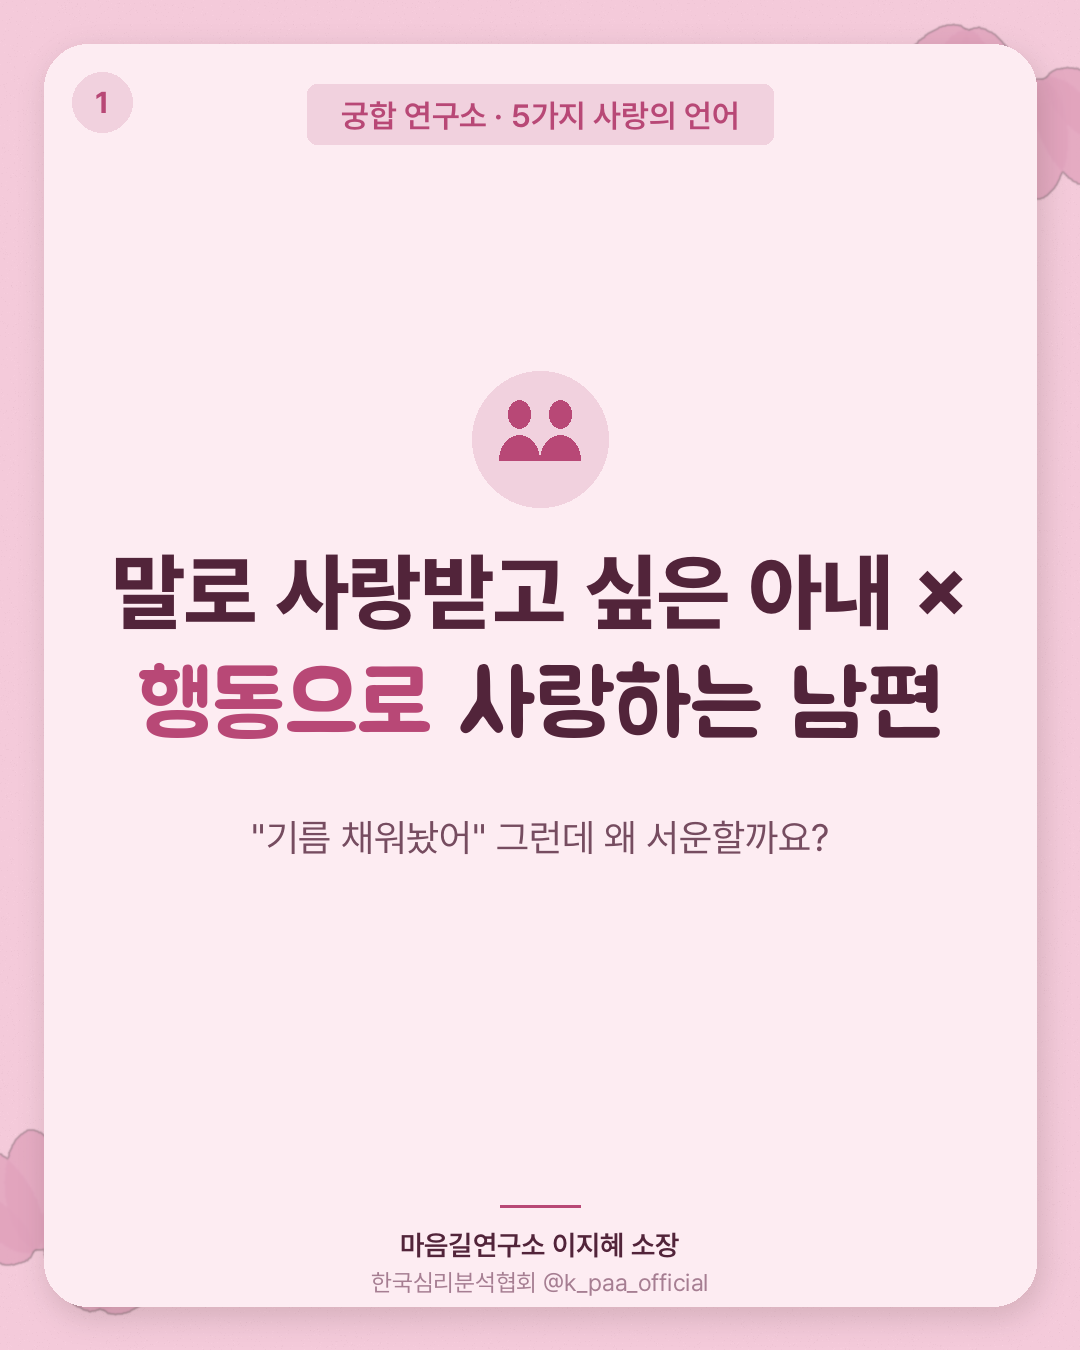 1
궁합 연구소 · 5가지 사랑의 언어
말로 사랑받고 싶은 아내 ×
행동으로 사랑하는 남편
"기름 채워놨어" 그런데 왜 서운할까요?
마음길연구소 이지혜 소장
한국심리분석협회 @k_paa_official